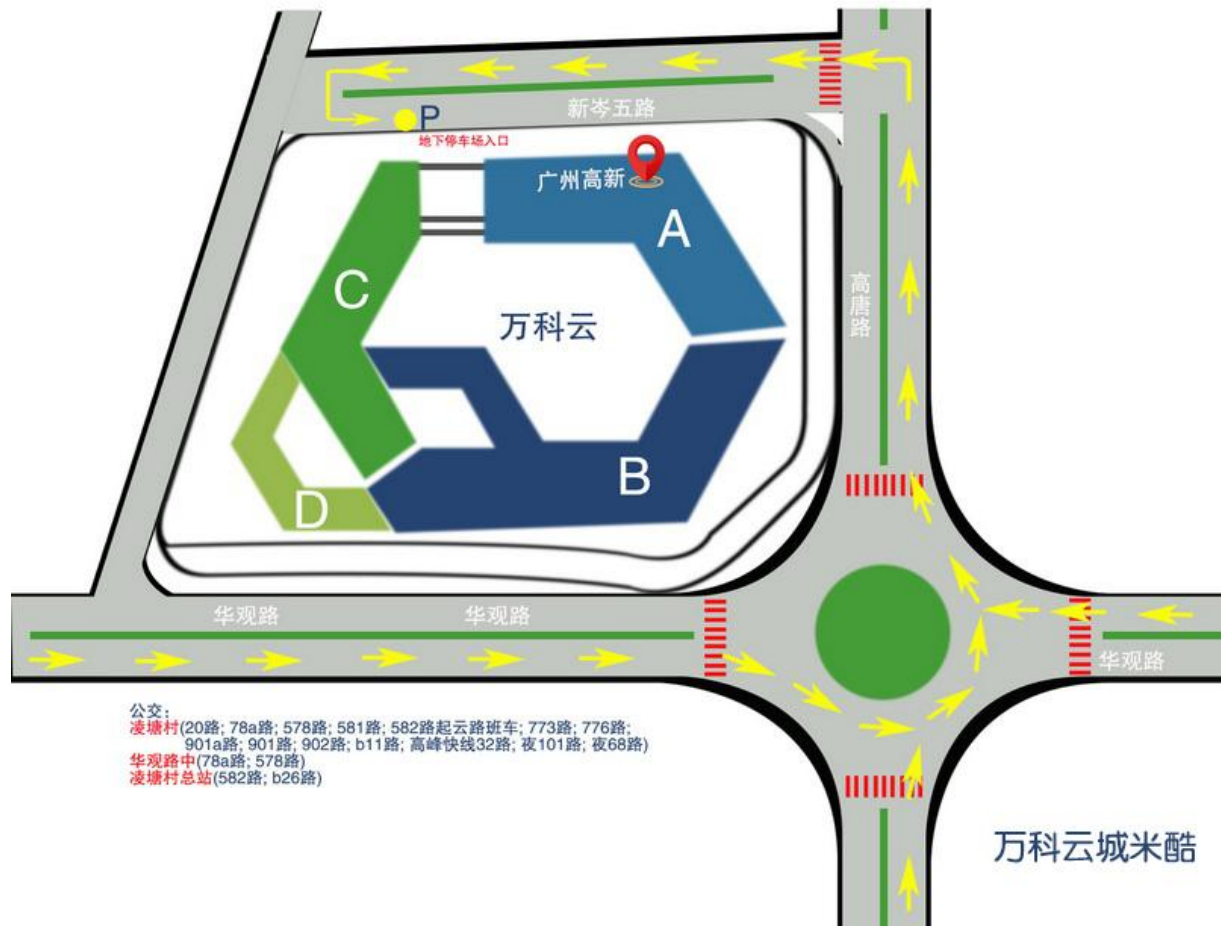 新岑五路
P
地下停车场入口
广州高新
A
高唐路
C
万科云
B
D
华观路
华观路
华观路
公交:
凌塘村(20路; 78a路; 578路; 581路; 582路起云路班车; 773路; 776路;
901a路; 901路; 902路; b11路; 高峰快线32路; 夜101路; 夜68路)
华观路中(78a路; 578路)
凌塘村总站(582路; b26路)
万科云城米酷